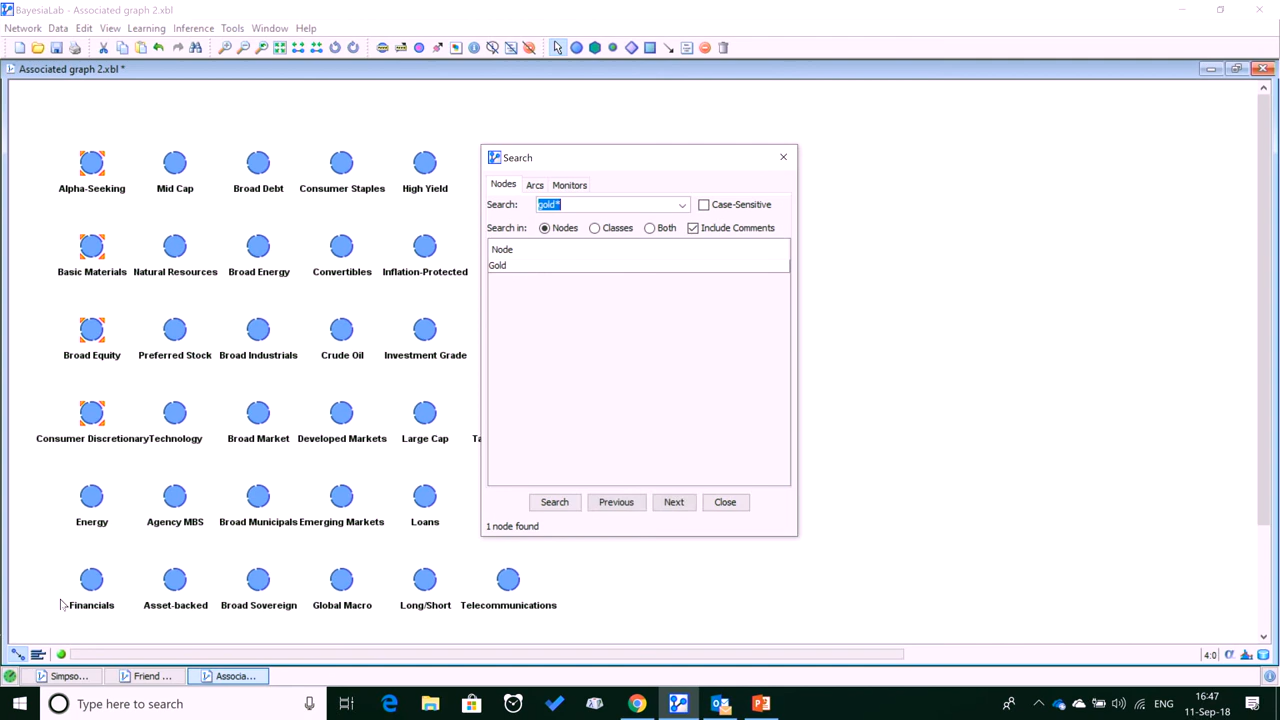 BayesiaLab - Associated graph 2.xbl
Network Data Edit View Learning Inference Tools Window Help
Associated graph 2.xbl *
Search
Nodes Arcs Monitors
Search: gold* Case-Sensitive
Search in: Nodes Classes Both Include Comments
Node
Gold
Search Previous Next Close
1 node found
Alpha-Seeking Mid Cap Broad Debt Consumer Staples High Yield
Basic Materials Natural Resources Broad Energy Convertibles Inflation-Protected
Broad Equity Preferred Stock Broad Industrials Crude Oil Investment Grade
Consumer Discretionary Technology Broad Market Developed Markets Large Cap Ta
Energy Agency MBS Broad Municipals Emerging Markets Loans
Financials Asset-backed Broad Sovereign Global Macro Long/Short Telecommunications
4:0
Simpso... Friend ... Associa...
Type here to search
ENG
16:47
11-Sep-18